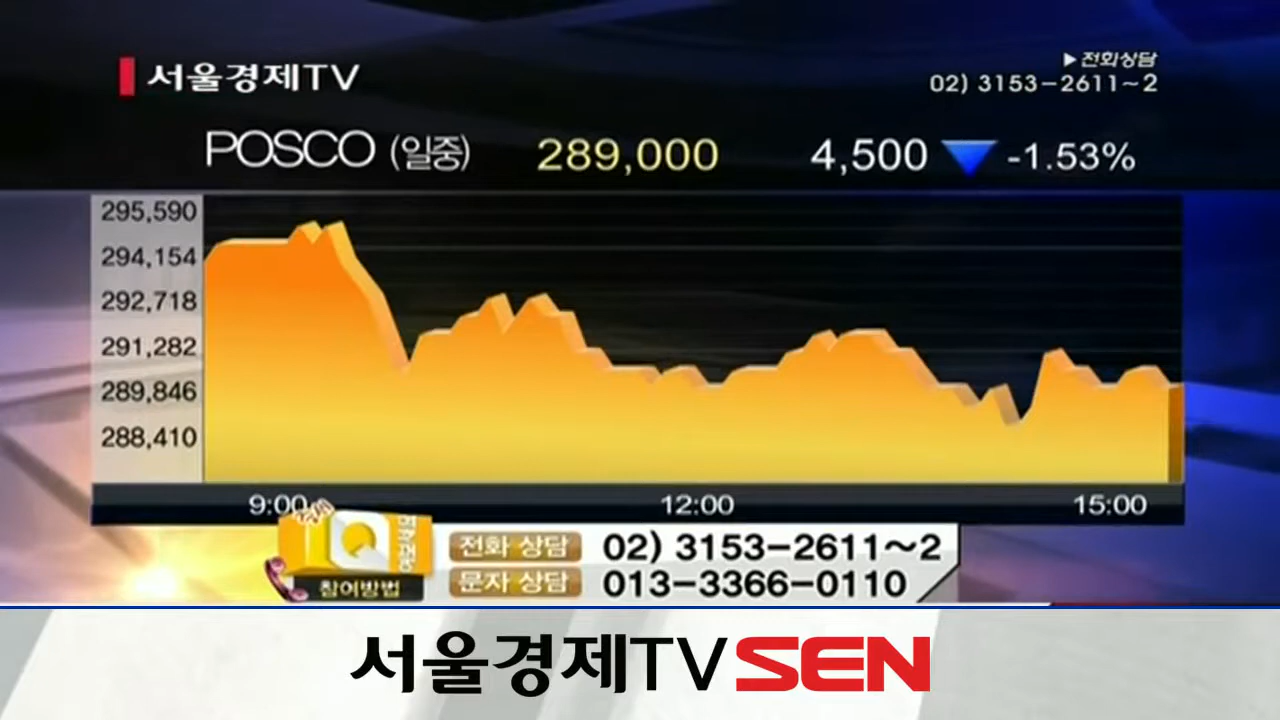 서울경제TV
▶전화상담
02) 3153-2611~2
POSCO (일중) 289,000 4,500 ▼ -1.53%
295,590
294,154
292,718
291,282
289,846
288,410
9:00 12:00 15:00
Q
참여방법
전화 상담 02) 3153-2611~2
문자 상담 013-3366-0110
서울경제TV SEN